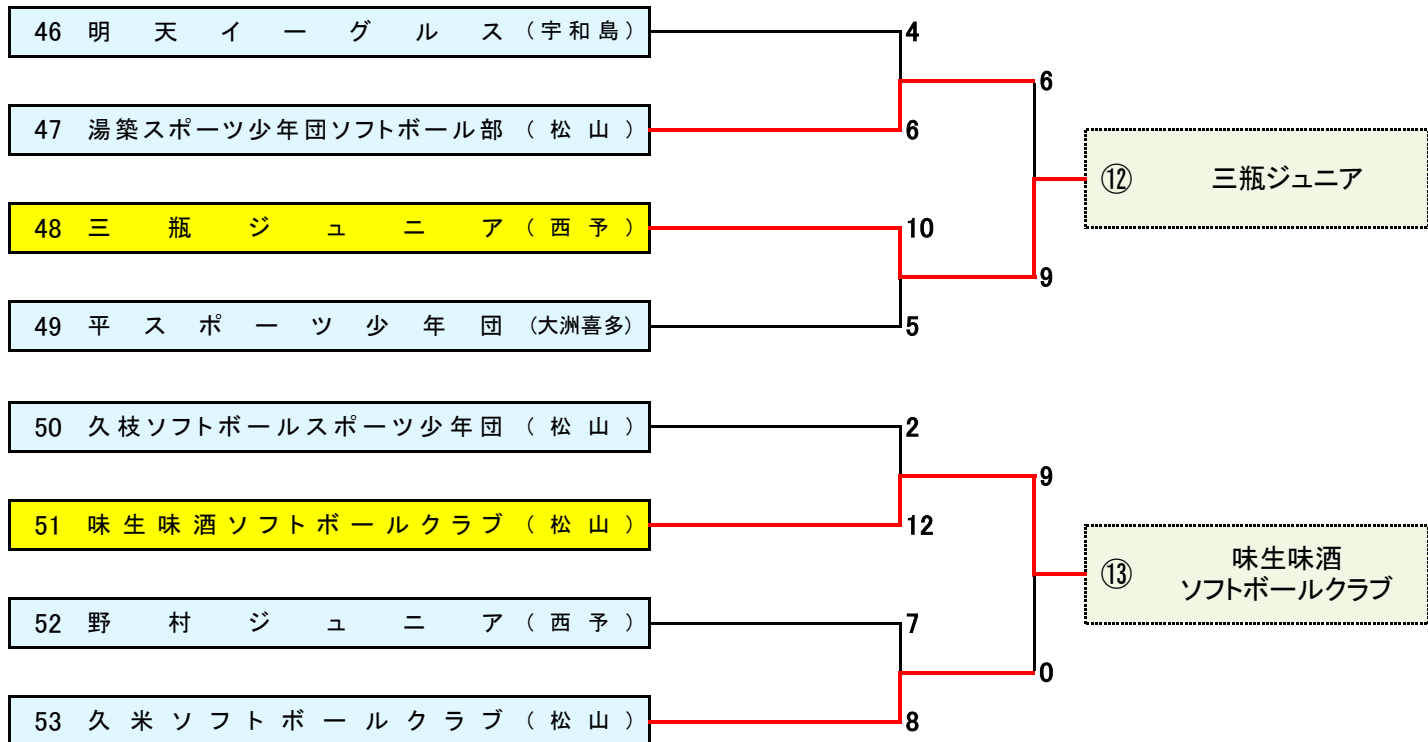 46 明天イーグルス (宇和島) 4
6
47 湯築スポーツ少年団ソフトボール部 (松山) 6
⑫ 三瓶ジュニア
48 三瓶ジュニア (西予) 10
9
49 平スポーツ少年団 (大洲喜多) 5
50 久枝ソフトボールスポーツ少年団 (松山) 2
9
51 味生味酒ソフトボールクラブ (松山) 12
⑬ 味生味酒
ソフトボールクラブ
52 野村ジュニア (西予) 7
0
53 久米ソフトボールクラブ (松山) 8